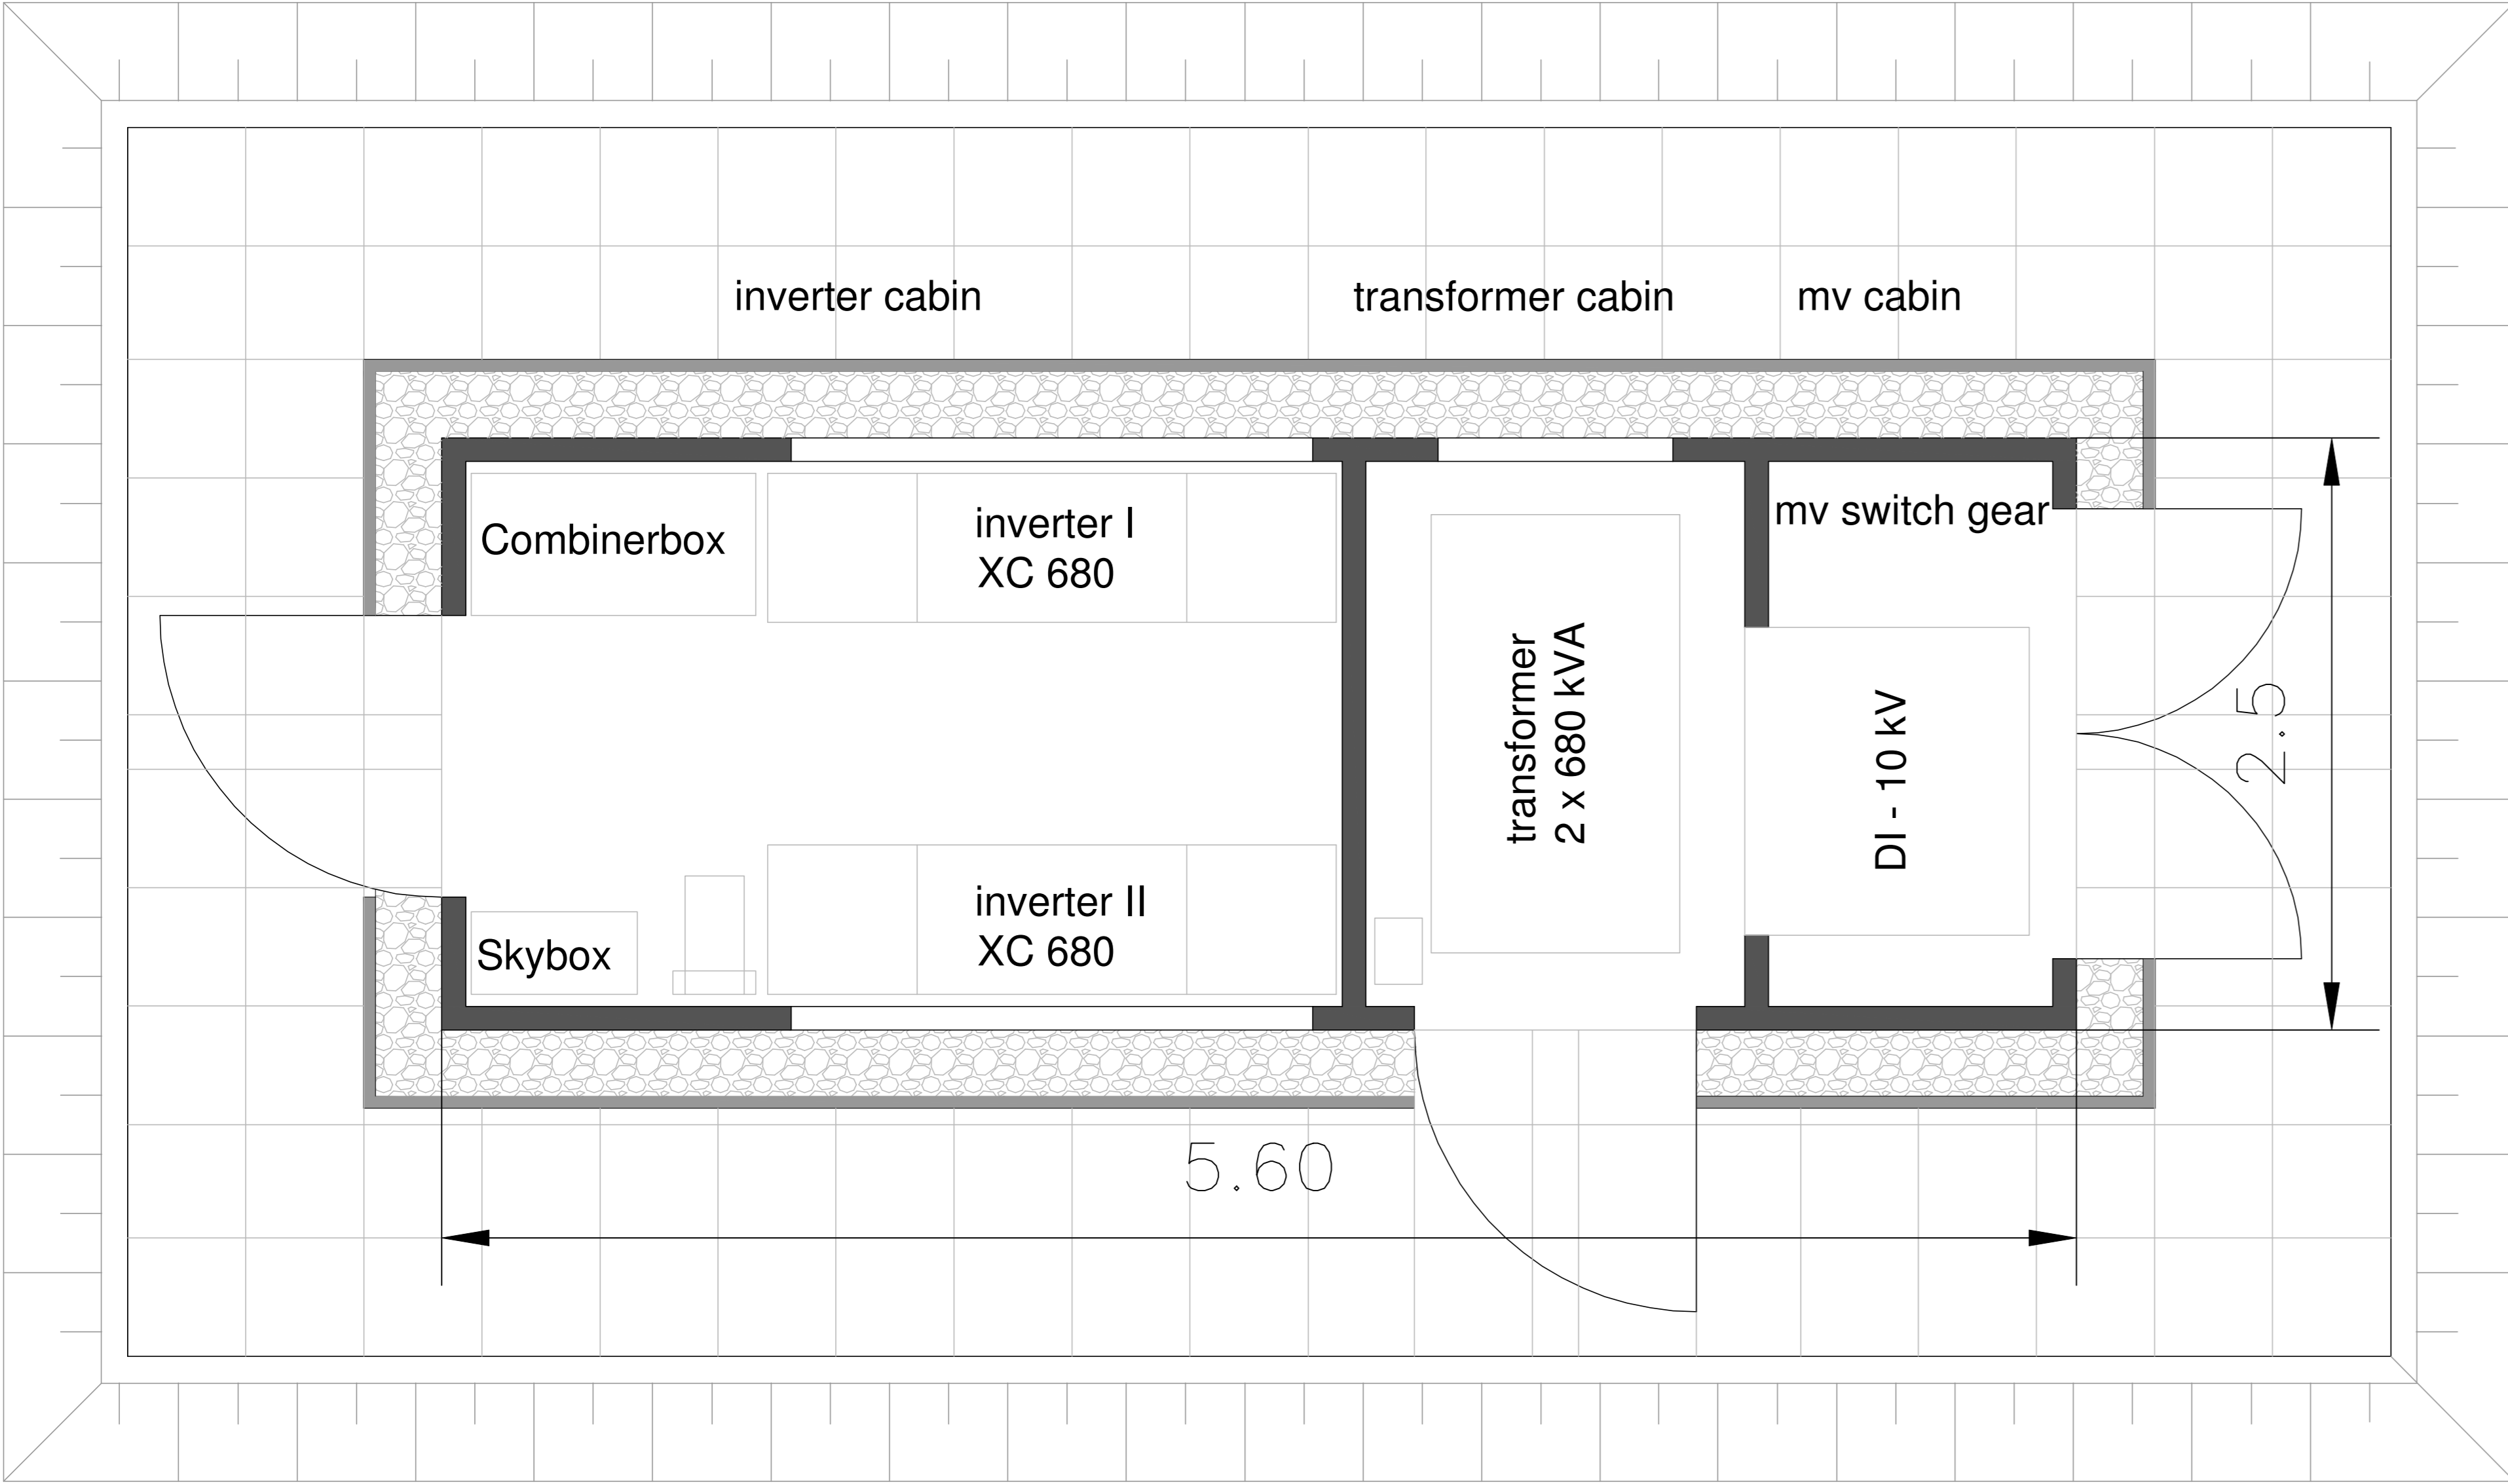 inverter cabin
transformer cabin
mv cabin
Combinerbox
inverter I
XC 680
mv switch gear
transformer
2 x 680 kVA
DI - 10 kV
2.5
Skybox
inverter II
XC 680
5.60